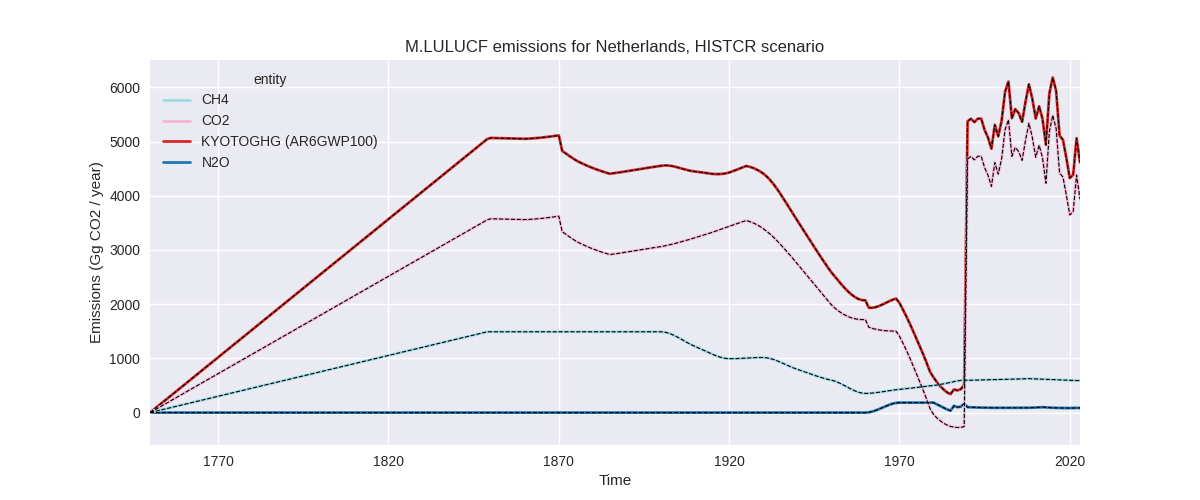 M.LULUCF emissions for Netherlands, HISTCR scenario
Emissions (Gg CO2 / year)
6000
5000
4000
3000
2000
1000
0
entity
CH4
CO2
KYOTOGHG (AR6GWP100)
N2O
1770 1820 1870 1920 1970 2020
Time